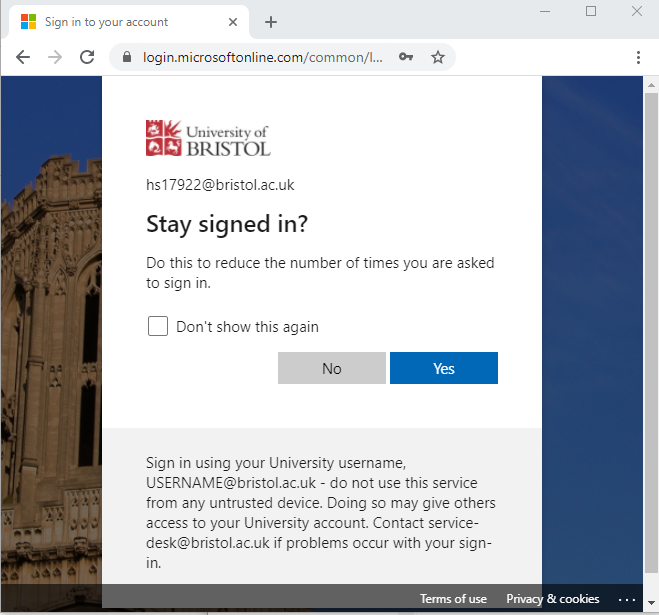 Sign in to your account
login.microsoftonline.com/common/l...
University of
BRISTOL
hs17922@bristol.ac.uk
Stay signed in?
Do this to reduce the number of times you are asked
to sign in.
Don't show this again
No
Yes
Sign in using your University username,
USERNAME@bristol.ac.uk - do not use this service
from any untrusted device. Doing so may give others
access to your University account. Contact service-
desk@bristol.ac.uk if problems occur with your sign-
in.
Terms of use
Privacy & cookies
...